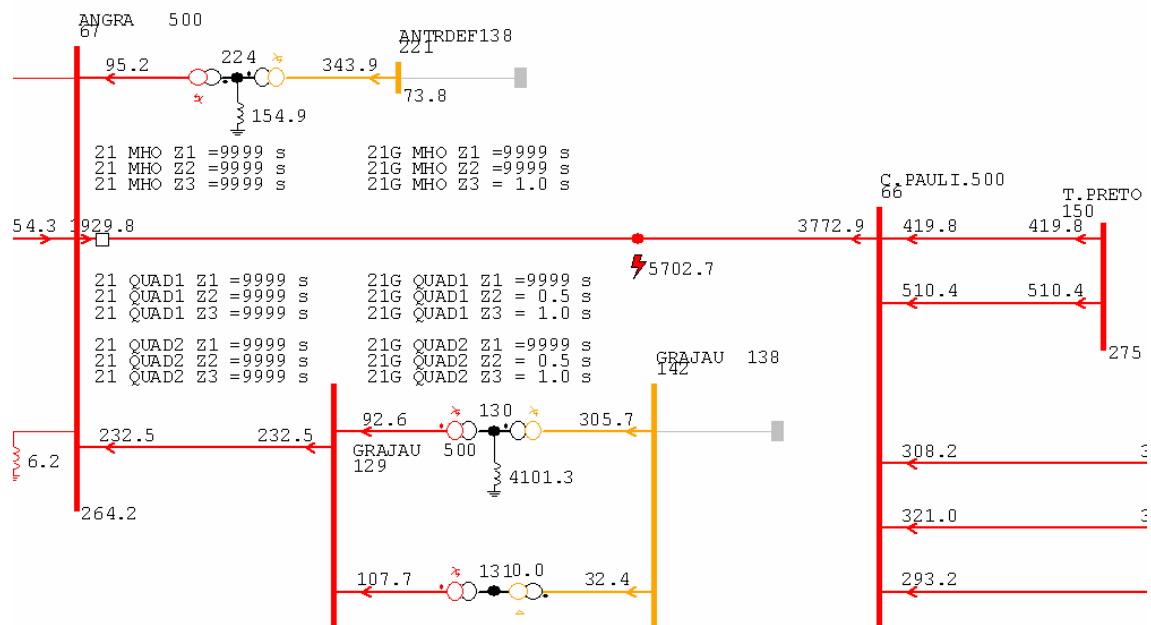 ANGRA 500
67
95.2
224
343.9
ANTRDEF138
221
73.8
154.9
21 MHO Z1 =9999 s
21 MHO Z2 =9999 s
21 MHO Z3 =9999 s
21G MHO Z1 =9999 s
21G MHO Z2 =9999 s
21G MHO Z3 = 1.0 s
C.PAULI.500
66
T.PRETO
150
54.3
1929.8
3772.9
419.8
419.8
5702.7
21 QUAD1 Z1 =9999 s
21 QUAD1 Z2 =9999 s
21 QUAD1 Z3 =9999 s
21G QUAD1 Z1 =9999 s
21G QUAD1 Z2 = 0.5 s
21G QUAD1 Z3 = 1.0 s
510.4
510.4
275
21 QUAD2 Z1 =9999 s
21 QUAD2 Z2 =9999 s
21 QUAD2 Z3 =9999 s
21G QUAD2 Z1 =9999 s
21G QUAD2 Z2 = 0.5 s
21G QUAD2 Z3 = 1.0 s
GRAJAU 138
142
92.6
130
305.7
232.5
232.5
GRAJAU 500
129
6.2
4101.3
308.2
3
264.2
321.0
3
107.7
131
0.0
32.4
293.2